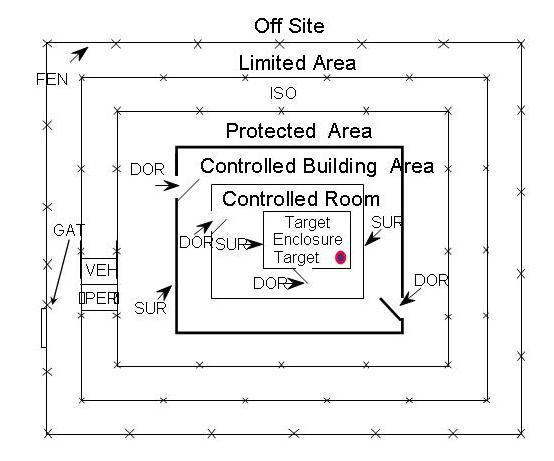 Off Site
Limited Area
FEN
ISO
Protected Area
Controlled Building Area
DOR
Controlled Room
Target
SUR
GAT
DOR
SUR
Enclosure
Target
VEH
DOR
DOR
PER
SUR